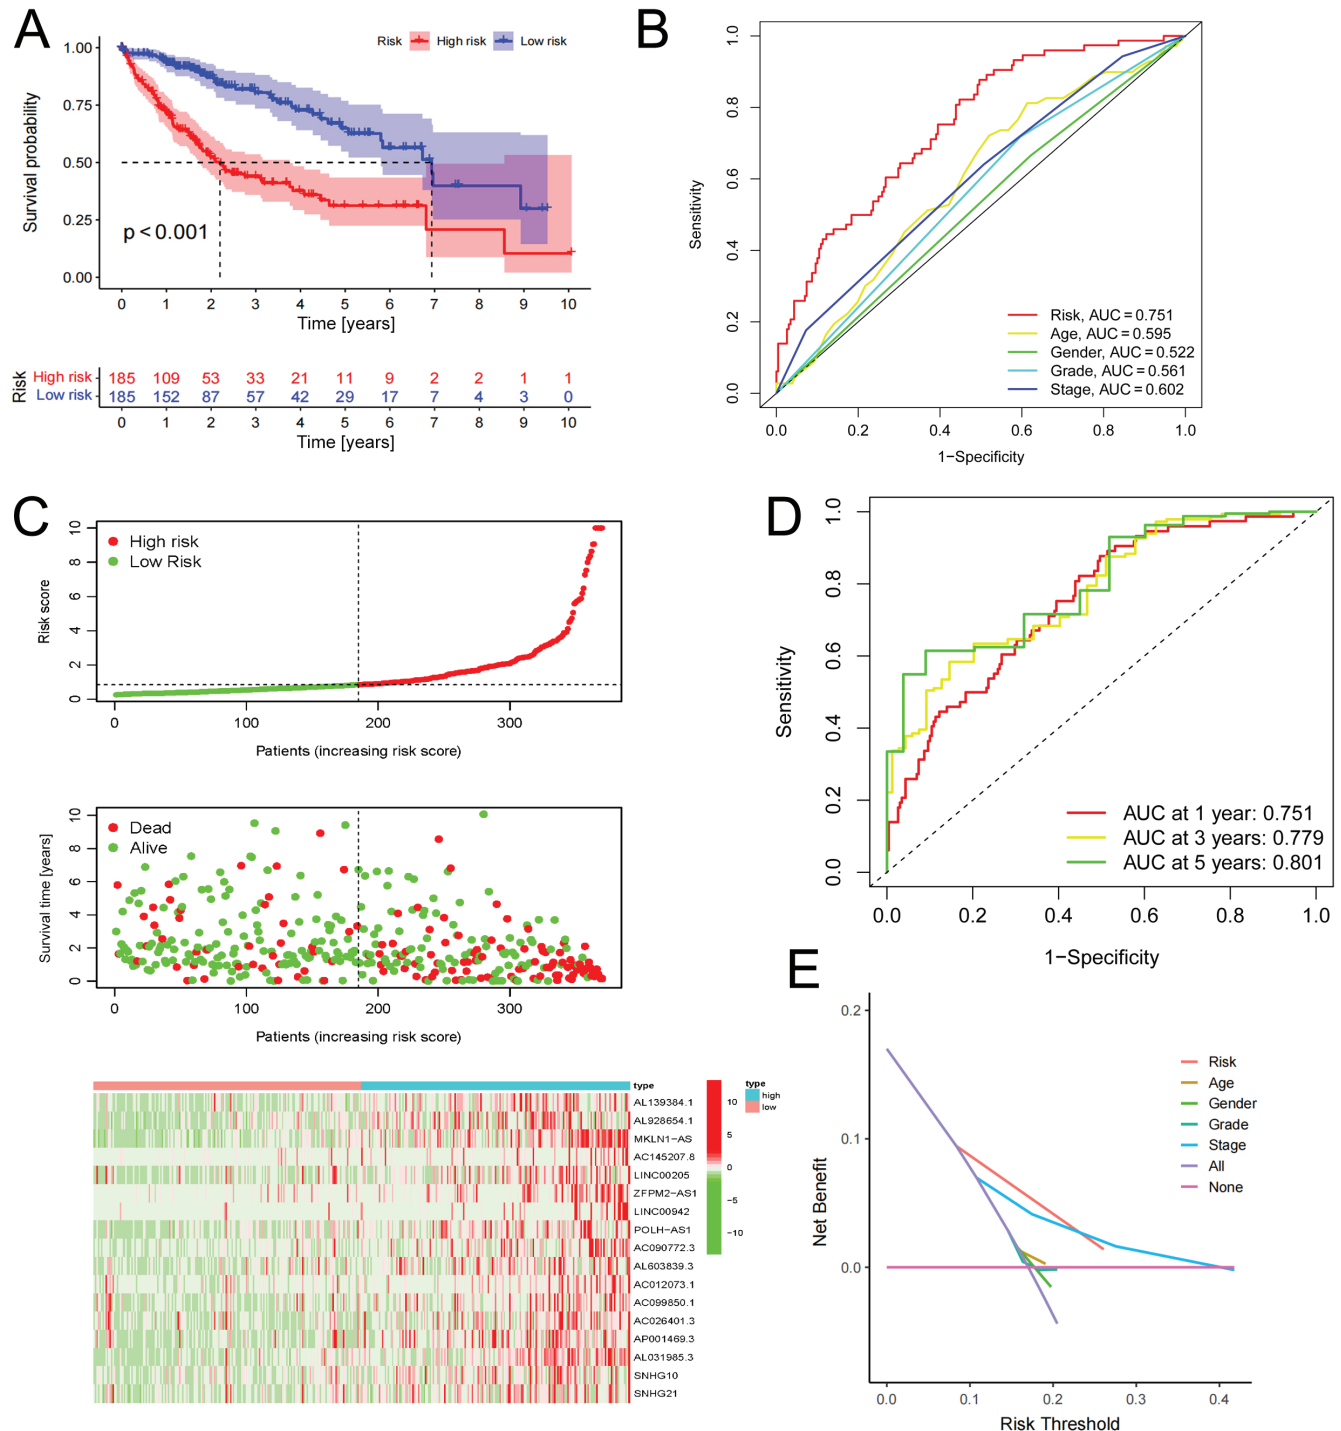 A
Risk High risk Low risk
1.00
0.75
0.50
0.25
0.00
Survival probability
p < 0.001
0 1 2 3 4 5 6 7 8 9 10
Time [years]
Risk
High risk 185 109 53 33 21 11 9 2 2 1 1
Low risk 185 152 87 57 42 29 17 7 4 3 0
0 1 2 3 4 5 6 7 8 9 10
Time [years]
B
1.0
0.8
0.6
0.4
0.2
0.0
Sensitivity
Risk, AUC = 0.751
Age, AUC = 0.595
Gender, AUC = 0.522
Grade, AUC = 0.561
Stage, AUC = 0.602
0.0 0.2 0.4 0.6 0.8 1.0
1−Specificity
C
10
8
6
4
2
0
Risk score
High risk
Low Risk
0 100 200 300
Patients (increasing risk score)
10
8
6
4
2
0
Survival time [years]
Dead
Alive
0 100 200 300
Patients (increasing risk score)
type
AL139384.1
AL928654.1
MKLN1−AS
AC145207.8
LINC00205
ZFPM2−AS1
LINC00942
POLH−AS1
AC090772.3
AL603839.3
AC012073.1
AC099850.1
AC026401.3
AP001469.3
AL031985.3
SNHG10
SNHG21
10
5
0
−5
−10
type
high
low
D
1.0
0.8
0.6
0.4
0.2
0.0
Sensitivity
AUC at 1 year: 0.751
AUC at 3 years: 0.779
AUC at 5 years: 0.801
0.0 0.2 0.4 0.6 0.8 1.0
1−Specificity
E
0.2
0.1
0.0
Net Benefit
Risk
Age
Gender
Grade
Stage
All
None
0.0 0.1 0.2 0.3 0.4
Risk Threshold